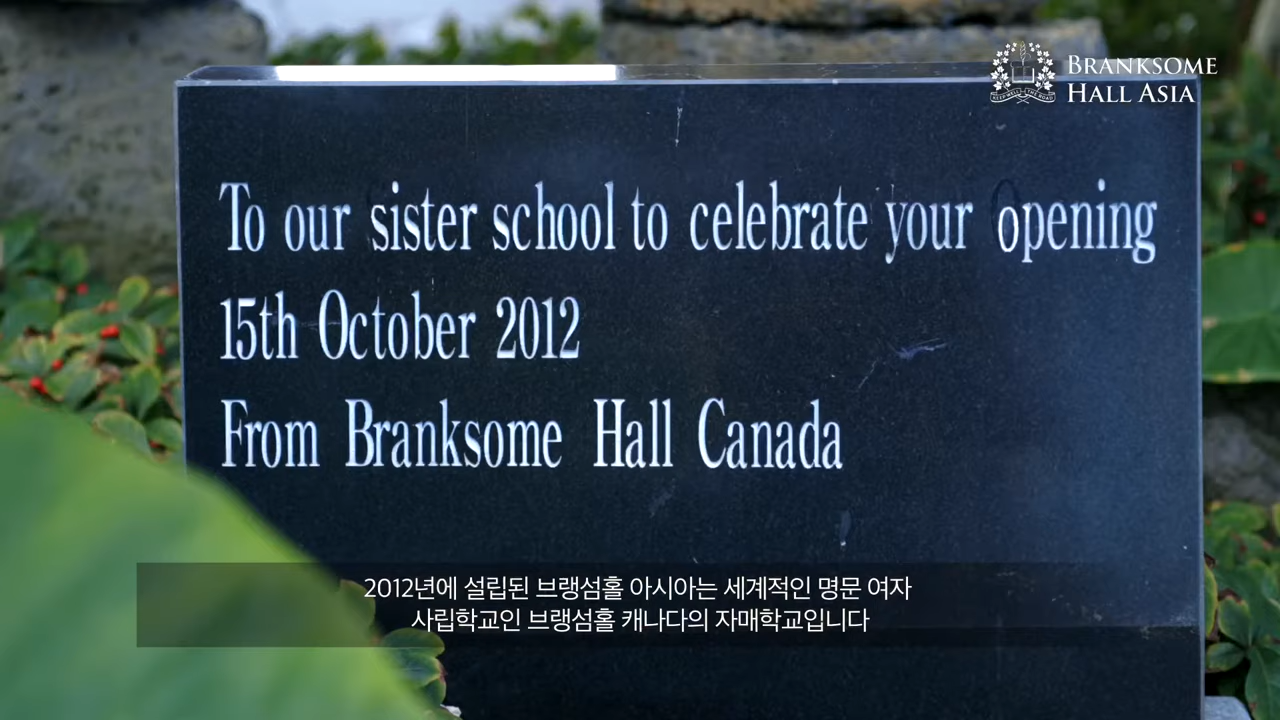 BRANKSOME
HALL ASIA
To our sister school to celebrate your opening
15th October 2012
From Branksome Hall Canada
2012년에 설립된 브랭섬홀 아시아는 세계적인 명문 여자
사립학교인 브랭섬홀 캐나다의 자매학교입니다